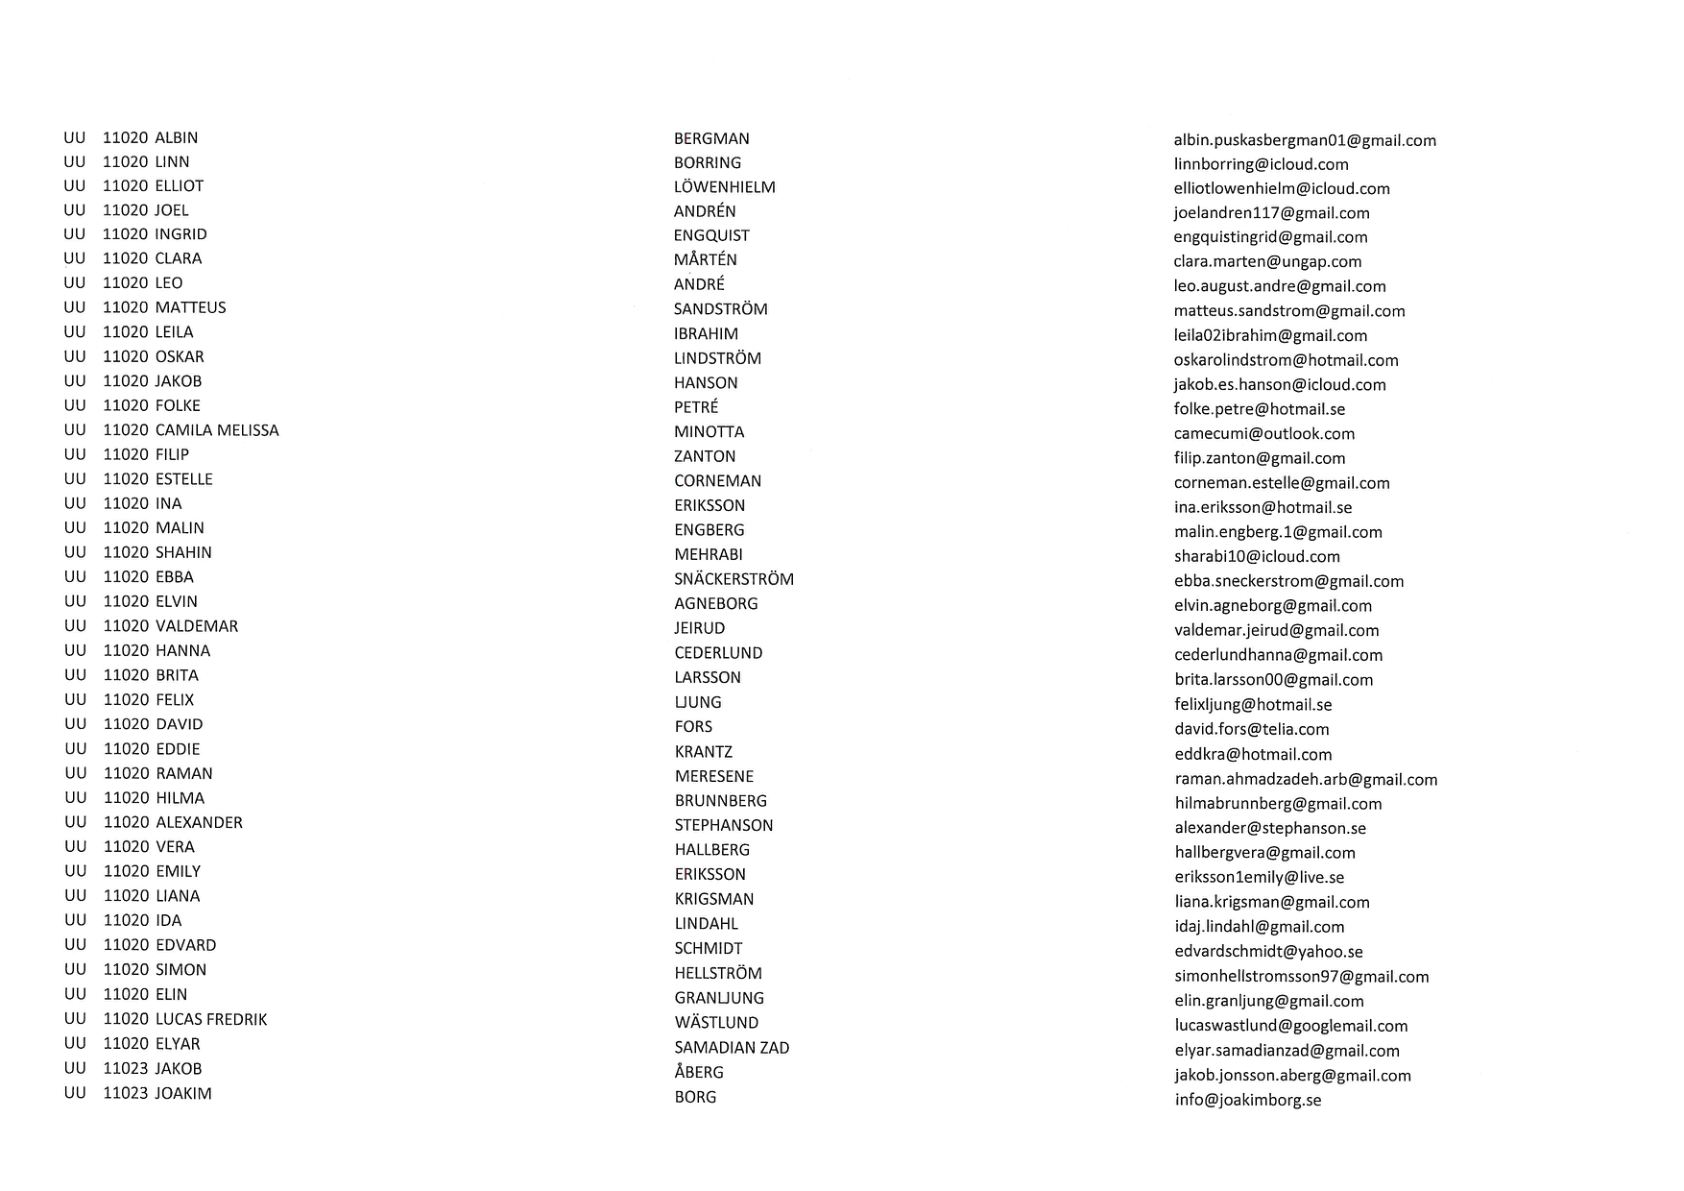 UU 11020 ALBIN BERGMAN albin.puskasbergman01@gmail.com
UU 11020 LINN BORRING linnborring@icloud.com
UU 11020 ELLIOT LÖWENHIELM elliotlowenhielm@icloud.com
UU 11020 JOEL ANDRÉN joelandren117@gmail.com
UU 11020 INGRID ENGQUIST engquistingrid@gmail.com
UU 11020 CLARA MÅRTÉN clara.marten@ungap.com
UU 11020 LEO ANDRÉ leo.august.andre@gmail.com
UU 11020 MATTEUS SANDSTRÖM matteus.sandstrom@gmail.com
UU 11020 LEILA IBRAHIM leila02ibrahim@gmail.com
UU 11020 OSKAR LINDSTRÖM oskarolindstrom@hotmail.com
UU 11020 JAKOB HANSON jakob.es.hanson@icloud.com
UU 11020 FOLKE PETRÉ folke.petre@hotmail.se
UU 11020 CAMILA MELISSA MINOTTA camecumi@outlook.com
UU 11020 FILIP ZANTON filip.zanton@gmail.com
UU 11020 ESTELLE CORNEMAN corneman.estelle@gmail.com
UU 11020 INA ERIKSSON ina.eriksson@hotmail.se
UU 11020 MALIN ENGBERG malin.engberg.1@gmail.com
UU 11020 SHAHIN MEHRABI sharabi10@icloud.com
UU 11020 EBBA SNÄCKERSTRÖM ebba.sneckerstrom@gmail.com
UU 11020 ELVIN AGNEBORG elvin.agneborg@gmail.com
UU 11020 VALDEMAR JEIRUD valdemar.jeirud@gmail.com
UU 11020 HANNA CEDERLUND cederlundhanna@gmail.com
UU 11020 BRITA LARSSON brita.larsson00@gmail.com
UU 11020 FELIX LJUNG felixljung@hotmail.se
UU 11020 DAVID FORS david.fors@telia.com
UU 11020 EDDIE KRANTZ eddkra@hotmail.com
UU 11020 RAMAN MERESENE raman.ahmadzadeh.arb@gmail.com
UU 11020 HILMA BRUNNBERG hilmabrunnberg@gmail.com
UU 11020 ALEXANDER STEPHANSON alexander@stephanson.se
UU 11020 VERA HALLBERG hallbergvera@gmail.com
UU 11020 EMILY ERIKSSON eriksson1emily@live.se
UU 11020 LIANA KRIGSMAN liana.krigsman@gmail.com
UU 11020 IDA LINDAHL idaj.lindahl@gmail.com
UU 11020 EDVARD SCHMIDT edvardschmidt@yahoo.se
UU 11020 SIMON HELLSTRÖM simonhellstromsson97@gmail.com
UU 11020 ELIN GRANLJUNG elin.granljung@gmail.com
UU 11020 LUCAS FREDRIK WÄSTLUND lucaswastlund@googlemail.com
UU 11020 ELYAR SAMADIAN ZAD elyar.samadianzad@gmail.com
UU 11023 JAKOB ÅBERG jakob.jonsson.aberg@gmail.com
UU 11023 JOAKIM BORG info@joakimborg.se